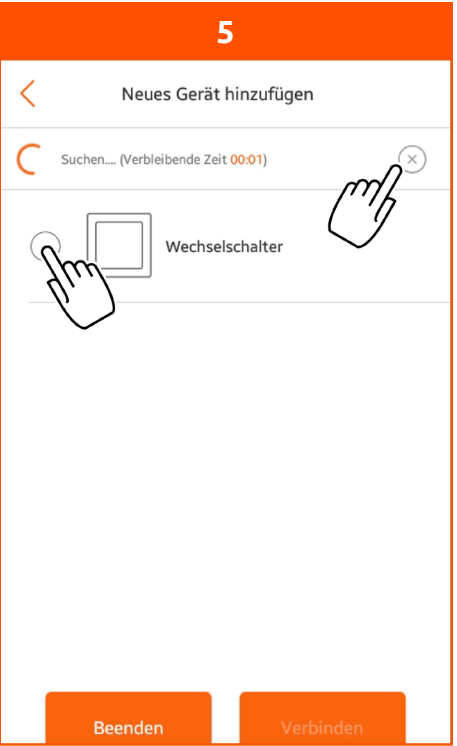 5
Neues Gerät hinzufügen
Suchen.... (Verbleibende Zeit 00:01)
Wechselschalter
Beenden
Verbinden